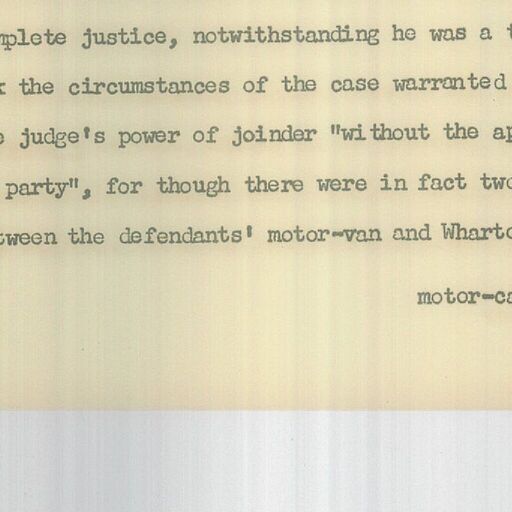 mplete justice, notwithstanding he was a t
the circumstances of the case warranted
judge's power of joinder "without the ap
party", for though there were in fact two
tween the defendants' motor-van and Wharto
motor-ca